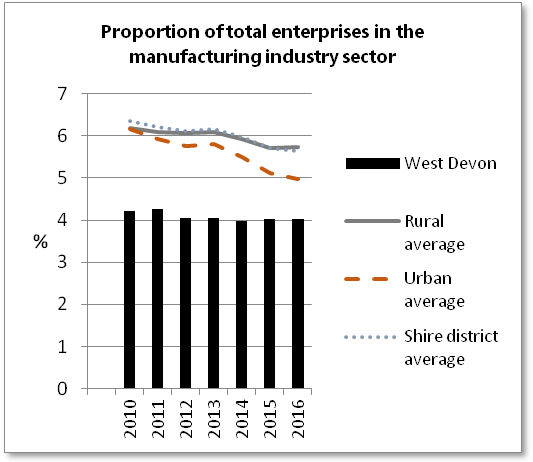 Proportion of total enterprises in the
manufacturing industry sector
7
6
5
4
3
2
1
0
%
2010
2011
2012
2013
2014
2015
2016
West Devon
Rural
average
Urban
average
Shire district
average